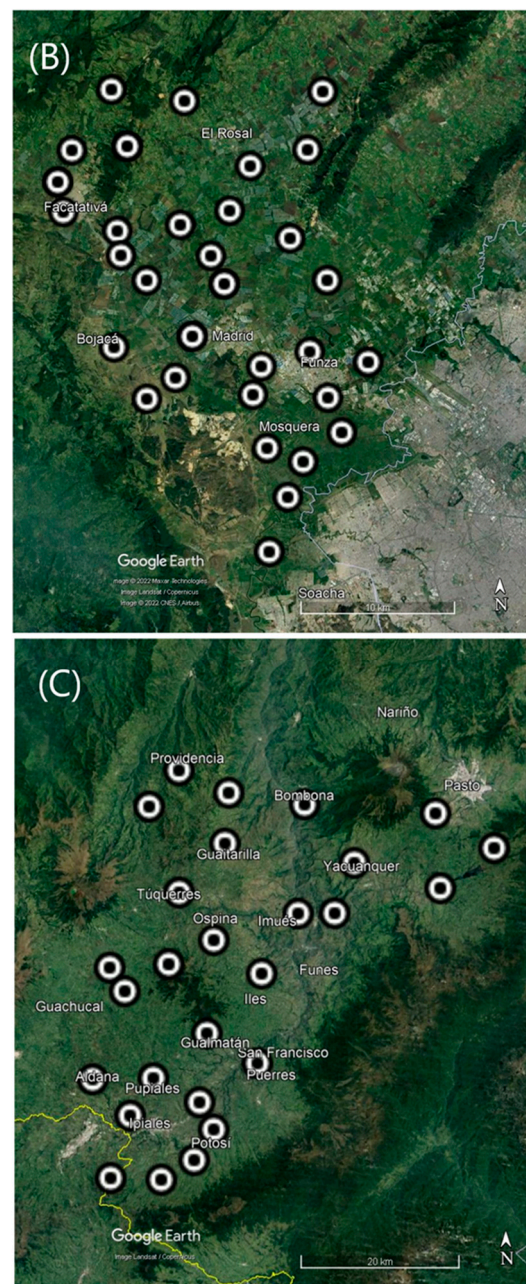 (B)
El Rosal
Facatativá
Bojacá
Madrid
Funza
Mosquera
Google Earth
Image © 2022 Maxar Technologies
Image Landsat / Copernicus
Image © 2022 CNES / Airbus
Soacha
10 km
N
(C)
Nariño
Providencia
Pasto
Bombona
Guaitarilla
Yacuanquer
Túquerres
Ospina
Imués
Funes
Iles
Guachucal
Gualmatán
San Francisco
Puerres
Aldana
Pupiales
Ipiales
Potosí
Google Earth
Image Landsat / Copernicus
20 km
N